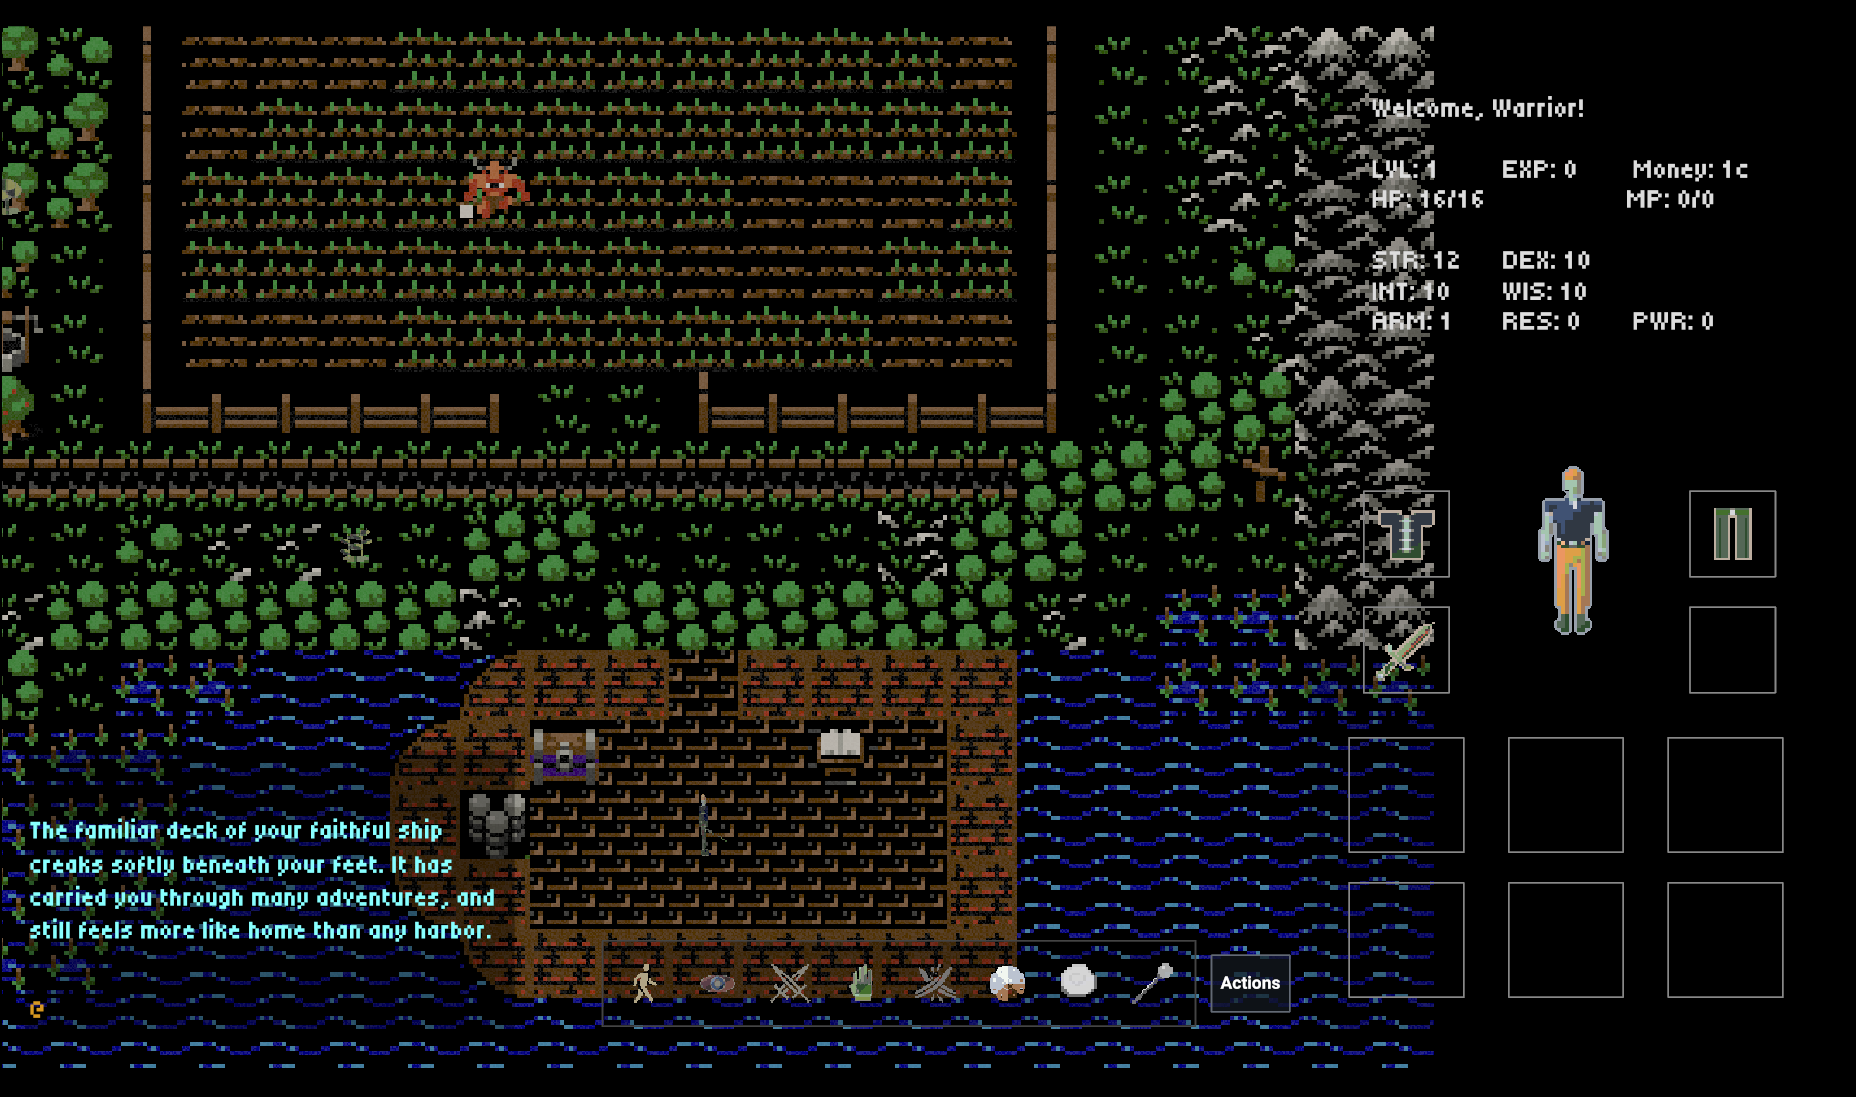 Welcome, Warrior!
LVL: 1 EXP: 0 Money: 1c
HP: 16/16 MP: 0/0
STR: 12 DEX: 10
INT: 10 WIS: 10
ARM: 1 RES: 0 PWR: 0
The familiar deck of your faithful ship
creaks softly beneath your feet. It has
carried you through many adventures, and
still feels more like home than any harbor.
e
Actions